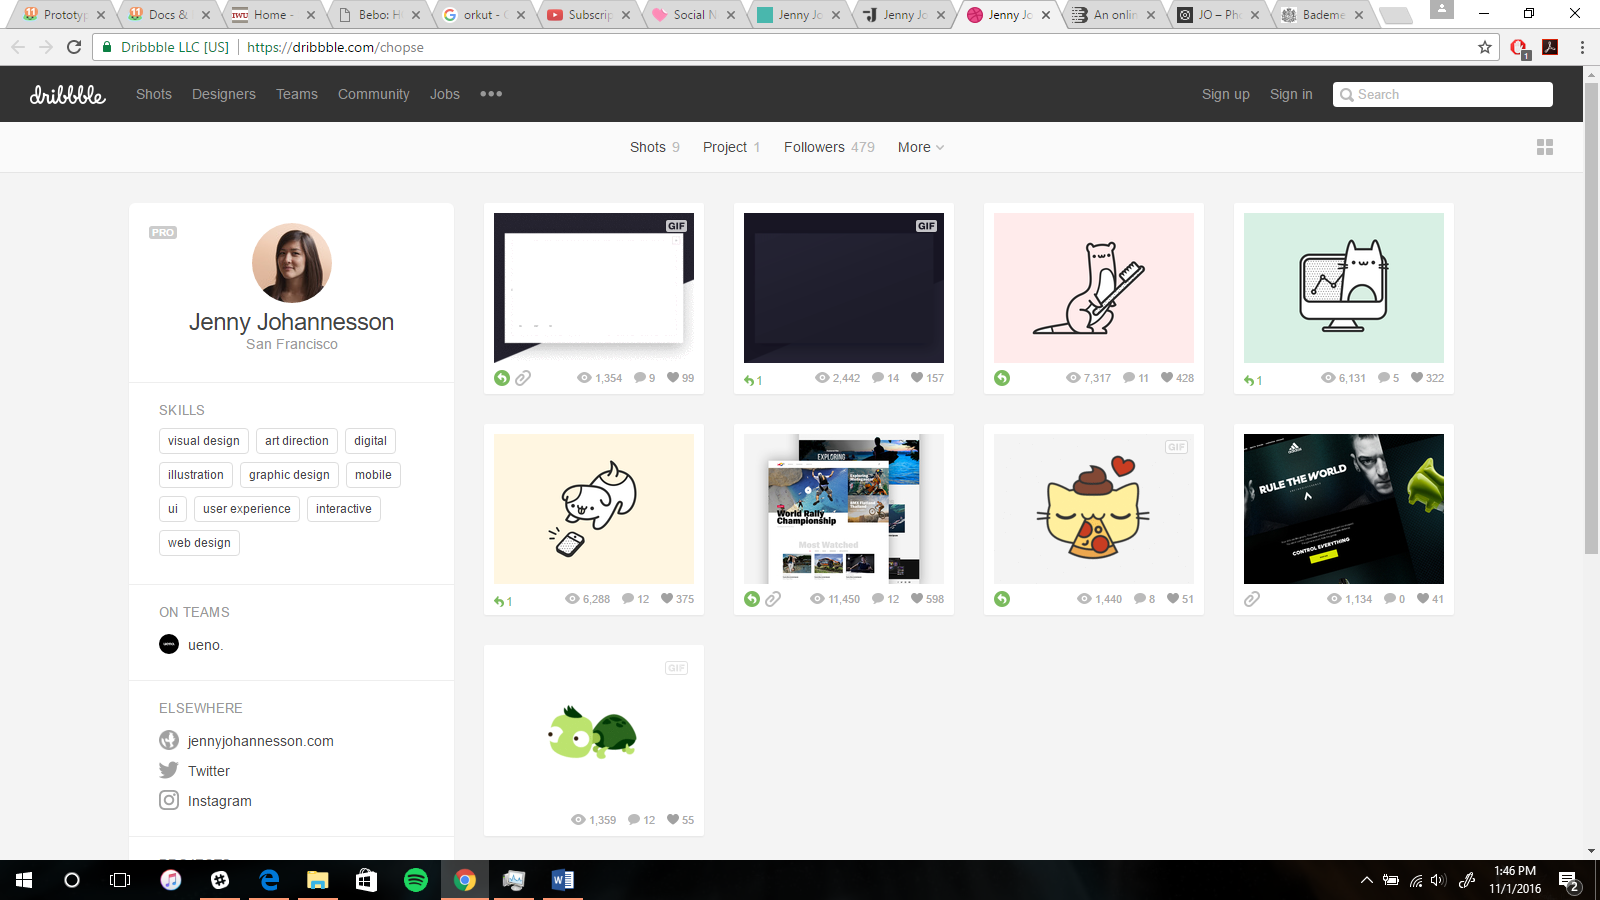 Prototyp
Docs &
IWU Home -
Bebo: Hi
orkut - G
Subscrip
Social N
Jenny Jo
Jenny Jo
Jenny Jo
An onlin
JO – Pho
Bademe
Dribbble LLC [US] https://dribbble.com/chopse
1
dribbble Shots Designers Teams Community Jobs Sign up Sign in Search
Shots 9 Project 1 Followers 479 More
PRO
Jenny Johannesson
San Francisco
SKILLS
visual design art direction digital
illustration graphic design mobile
ui user experience interactive
web design
ON TEAMS
ueno.
ELSEWHERE
jennyjohannesson.com
Twitter
Instagram
GIF
1,354 9 99
GIF
1 2,442 14 157
7,317 11 428
1 6,131 5 322
1 6,288 12 375
EXPLORING
World Rally
Championship
Most Watched
11,450 12 598
GIF
1,440 8 51
adidas
RULE THE WORLD
CONTROL EVERYTHING
1,134 0 41
GIF
1,359 12 55
1:46 PM
11/1/2016
2